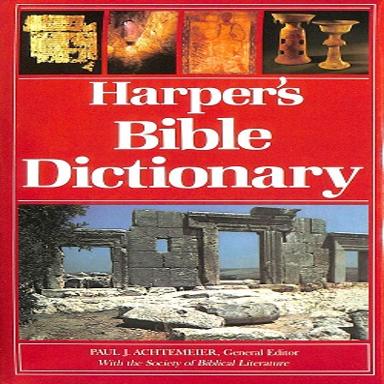 Harper's
Bible
Dictionary
PAUL J. ACHTEMEIER, General Editor
With the Society of Biblical Literature